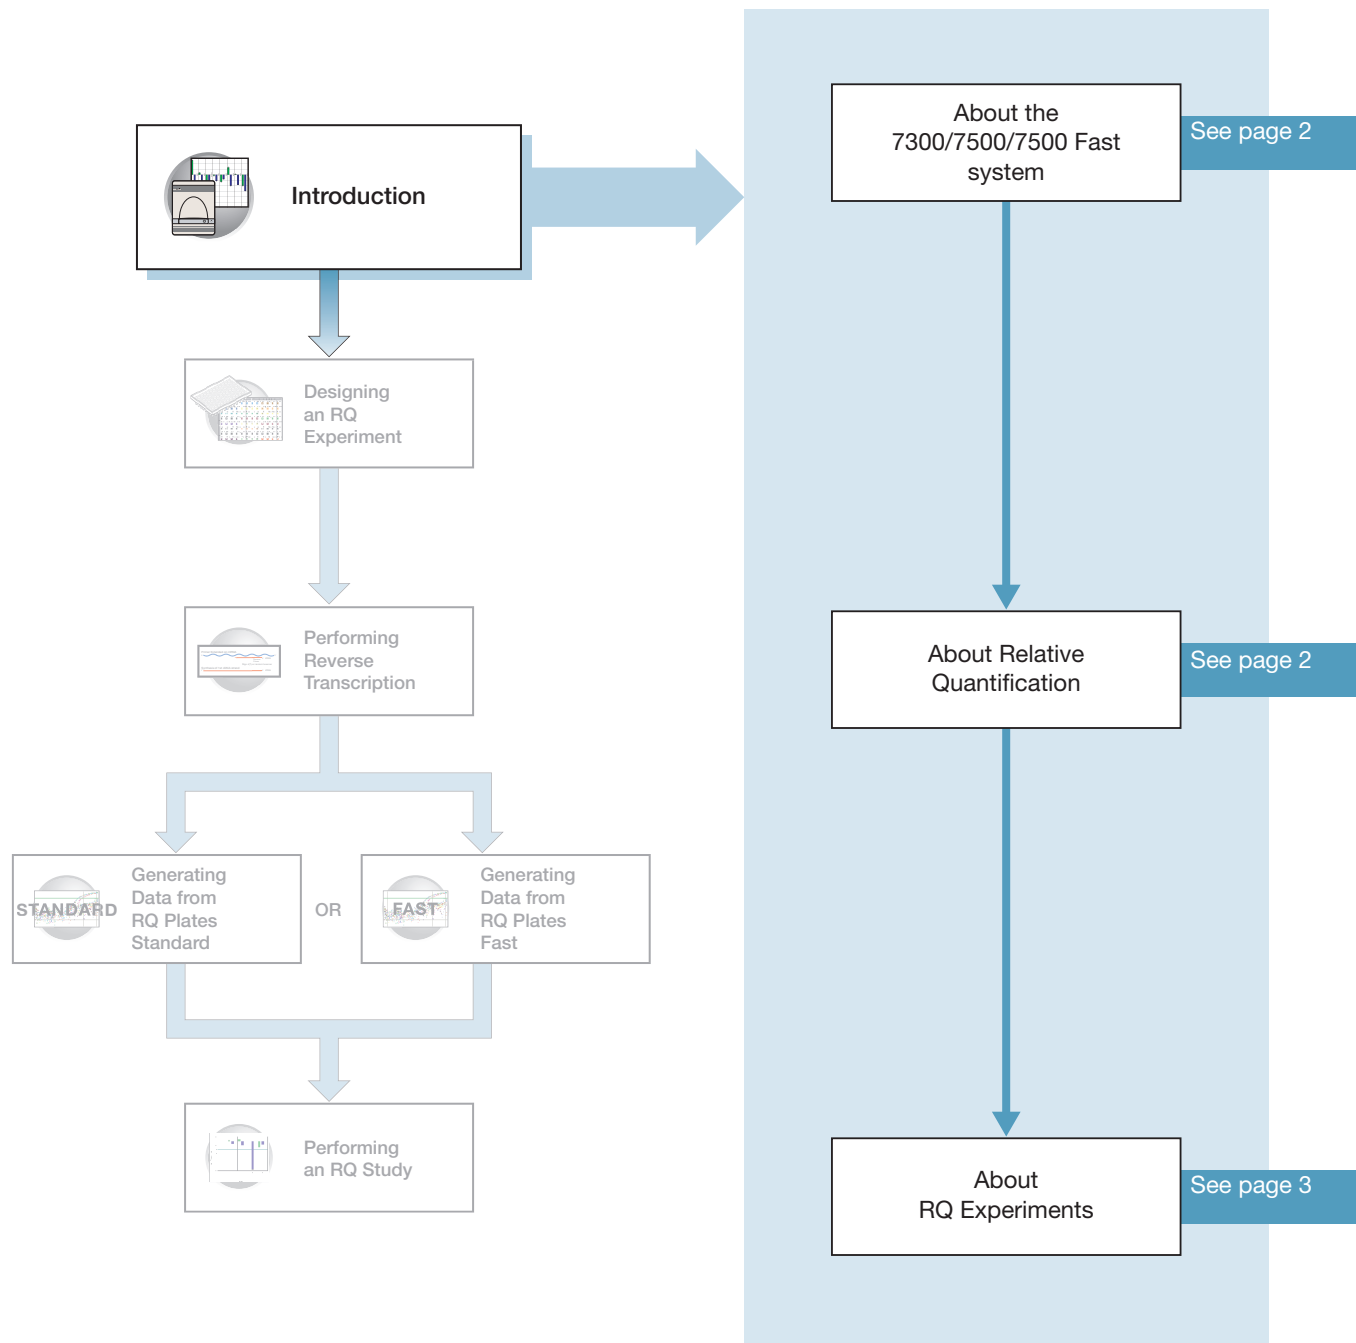 Introduction
Designing
an RQ
Experiment
Performing
Reverse
Transcription
STANDARD
Generating
Data from
RQ Plates
Standard
OR
FAST
Generating
Data from
RQ Plates
Fast
Performing
an RQ Study
About the
7300/7500/7500 Fast
system
See page 2
About Relative
Quantification
See page 2
About
RQ Experiments
See page 3